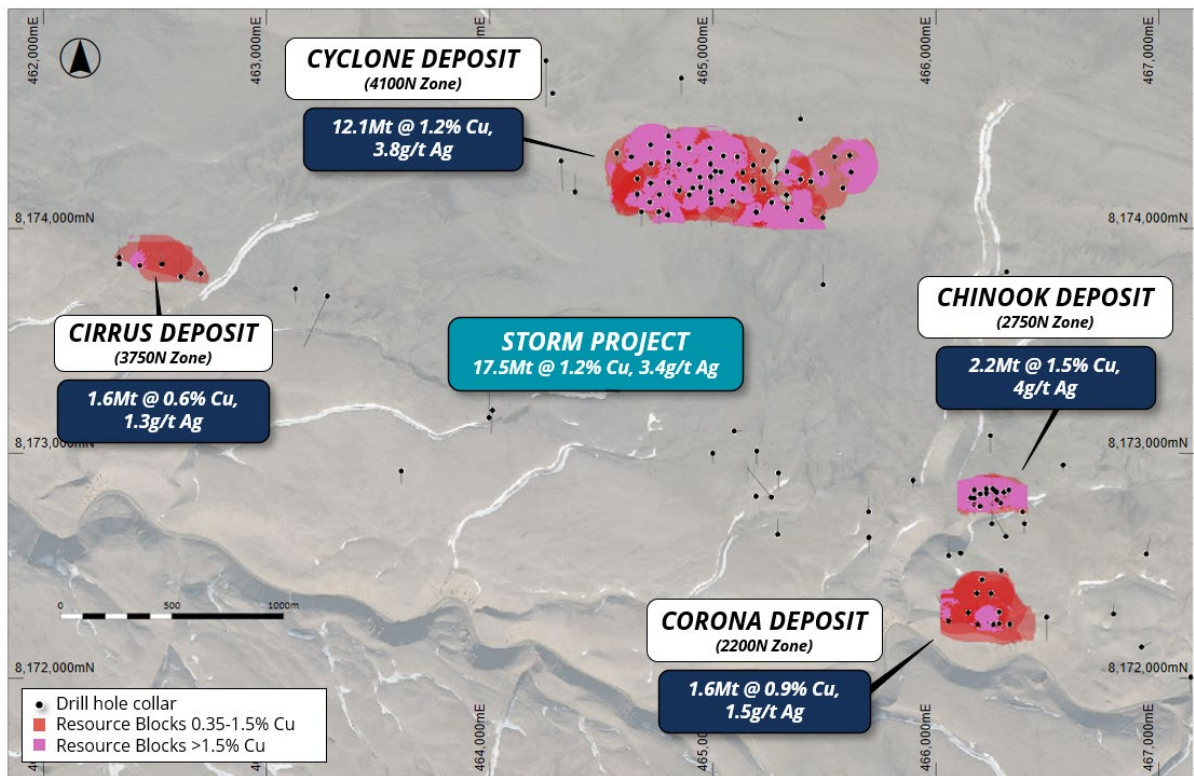 462,000mE
463,000mE
465,000mE
466,000mE
467,000mE
CYCLONE DEPOSIT
(4100N Zone)
12.1Mt @ 1.2% Cu,
3.8g/t Ag
8,174,000mN
8,174,000mN
CHINOOK DEPOSIT
(2750N Zone)
2.2Mt @ 1.5% Cu,
4g/t Ag
CIRRUS DEPOSIT
(3750N Zone)
1.6Mt @ 0.6% Cu,
1.3g/t Ag
STORM PROJECT
17.5Mt @ 1.2% Cu, 3.4g/t Ag
8,173,000mN
8,173,000mN
0
500
1000m
CORONA DEPOSIT
(2200N Zone)
1.6Mt @ 0.9% Cu,
1.5g/t Ag
8,172,000mN
8,172,000mN
Drill hole collar
Resource Blocks 0.35-1.5% Cu
Resource Blocks >1.5% Cu
464,000mE
466,000mE
467,000mE